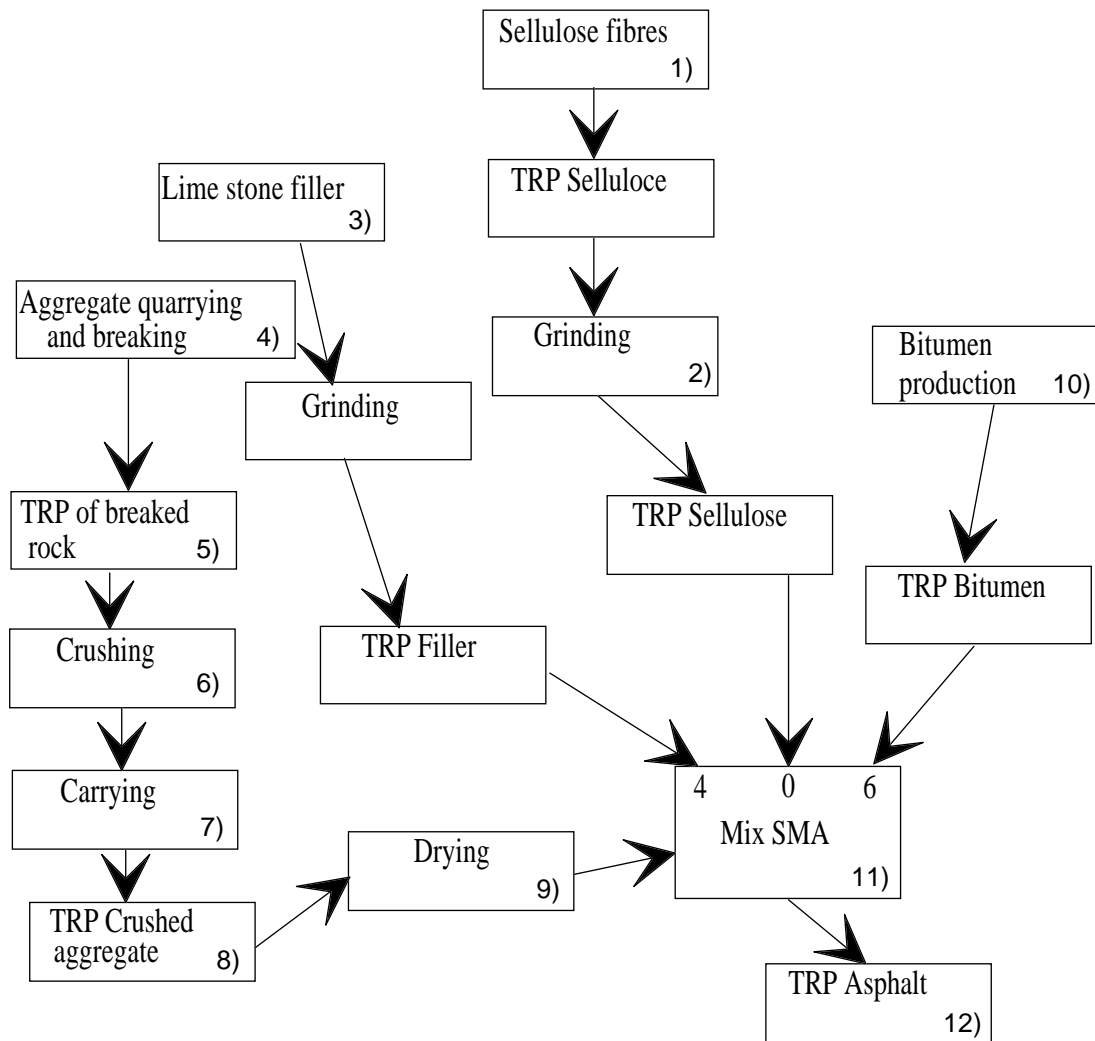 Sellulose fibres
1)
TRP Selluloce
Lime stone filler
3)
Aggregate quarrying
and breaking
4)
Grinding
2)
Bitumen
production
10)
Grinding
TRP of breaked
rock
5)
TRP Sellulose
TRP Bitumen
Crushing
6)
TRP Filler
Carrying
7)
4 0 6
Mix SMA
11)
Drying
9)
TRP Crushed
aggregate
8)
TRP Asphalt
12)